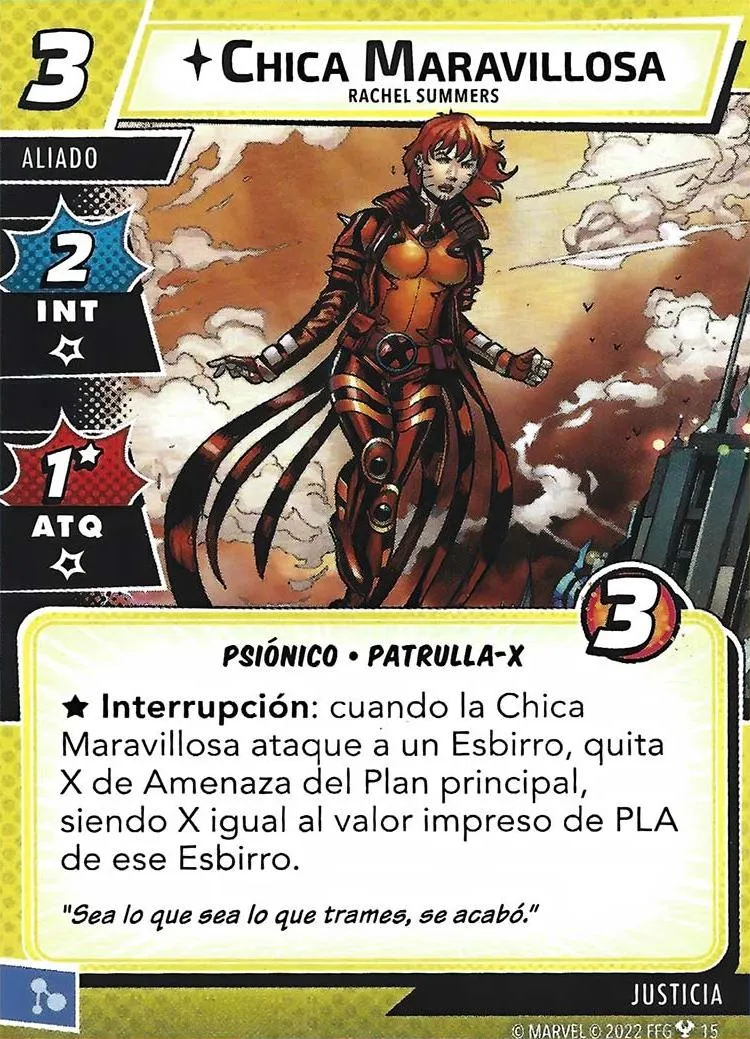 3
CHICA MARAVILLOSA
RACHEL SUMMERS
ALIADO
2
INT
1
ATQ
3
PSIÓNICO • PATRULLA-X
★ Interrupción: cuando la Chica
Maravillosa ataque a un Esbirro, quita
X de Amenaza del Plan principal,
siendo X igual al valor impreso de PLA
de ese Esbirro.
"Sea lo que sea lo que trames, se acabó."
JUSTICIA
© MARVEL © 2022 FFG 15